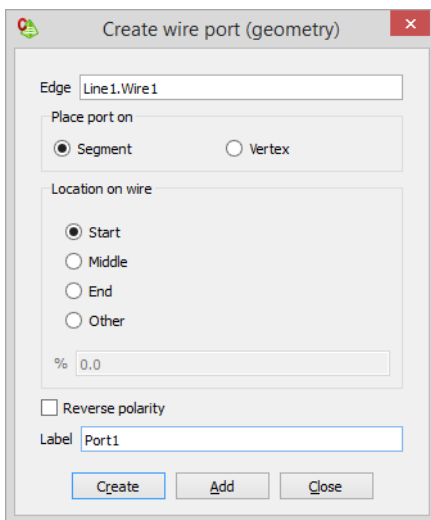 Create wire port (geometry)
Edge Line1.Wire1
Place port on
Segment Vertex
Location on wire
Start
Middle
End
Other
% 0.0
Reverse polarity
Label Port1
Create Add Close